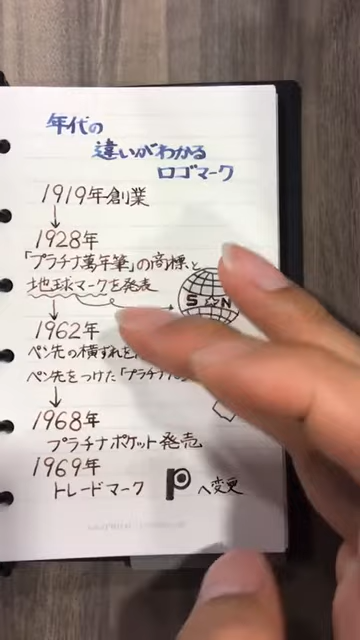 年代の
違いがわかる
ロゴマーク
1919年創業
↓
1928年
「プラチナ萬年筆」の商標と
地球マークを発表
S☆N
↓
1962年
ペン先の横ずれを
ペン先をつけた「プラチナ
↓
1968年
プラチナポケット発売
1969年
トレードマーク P へ変更